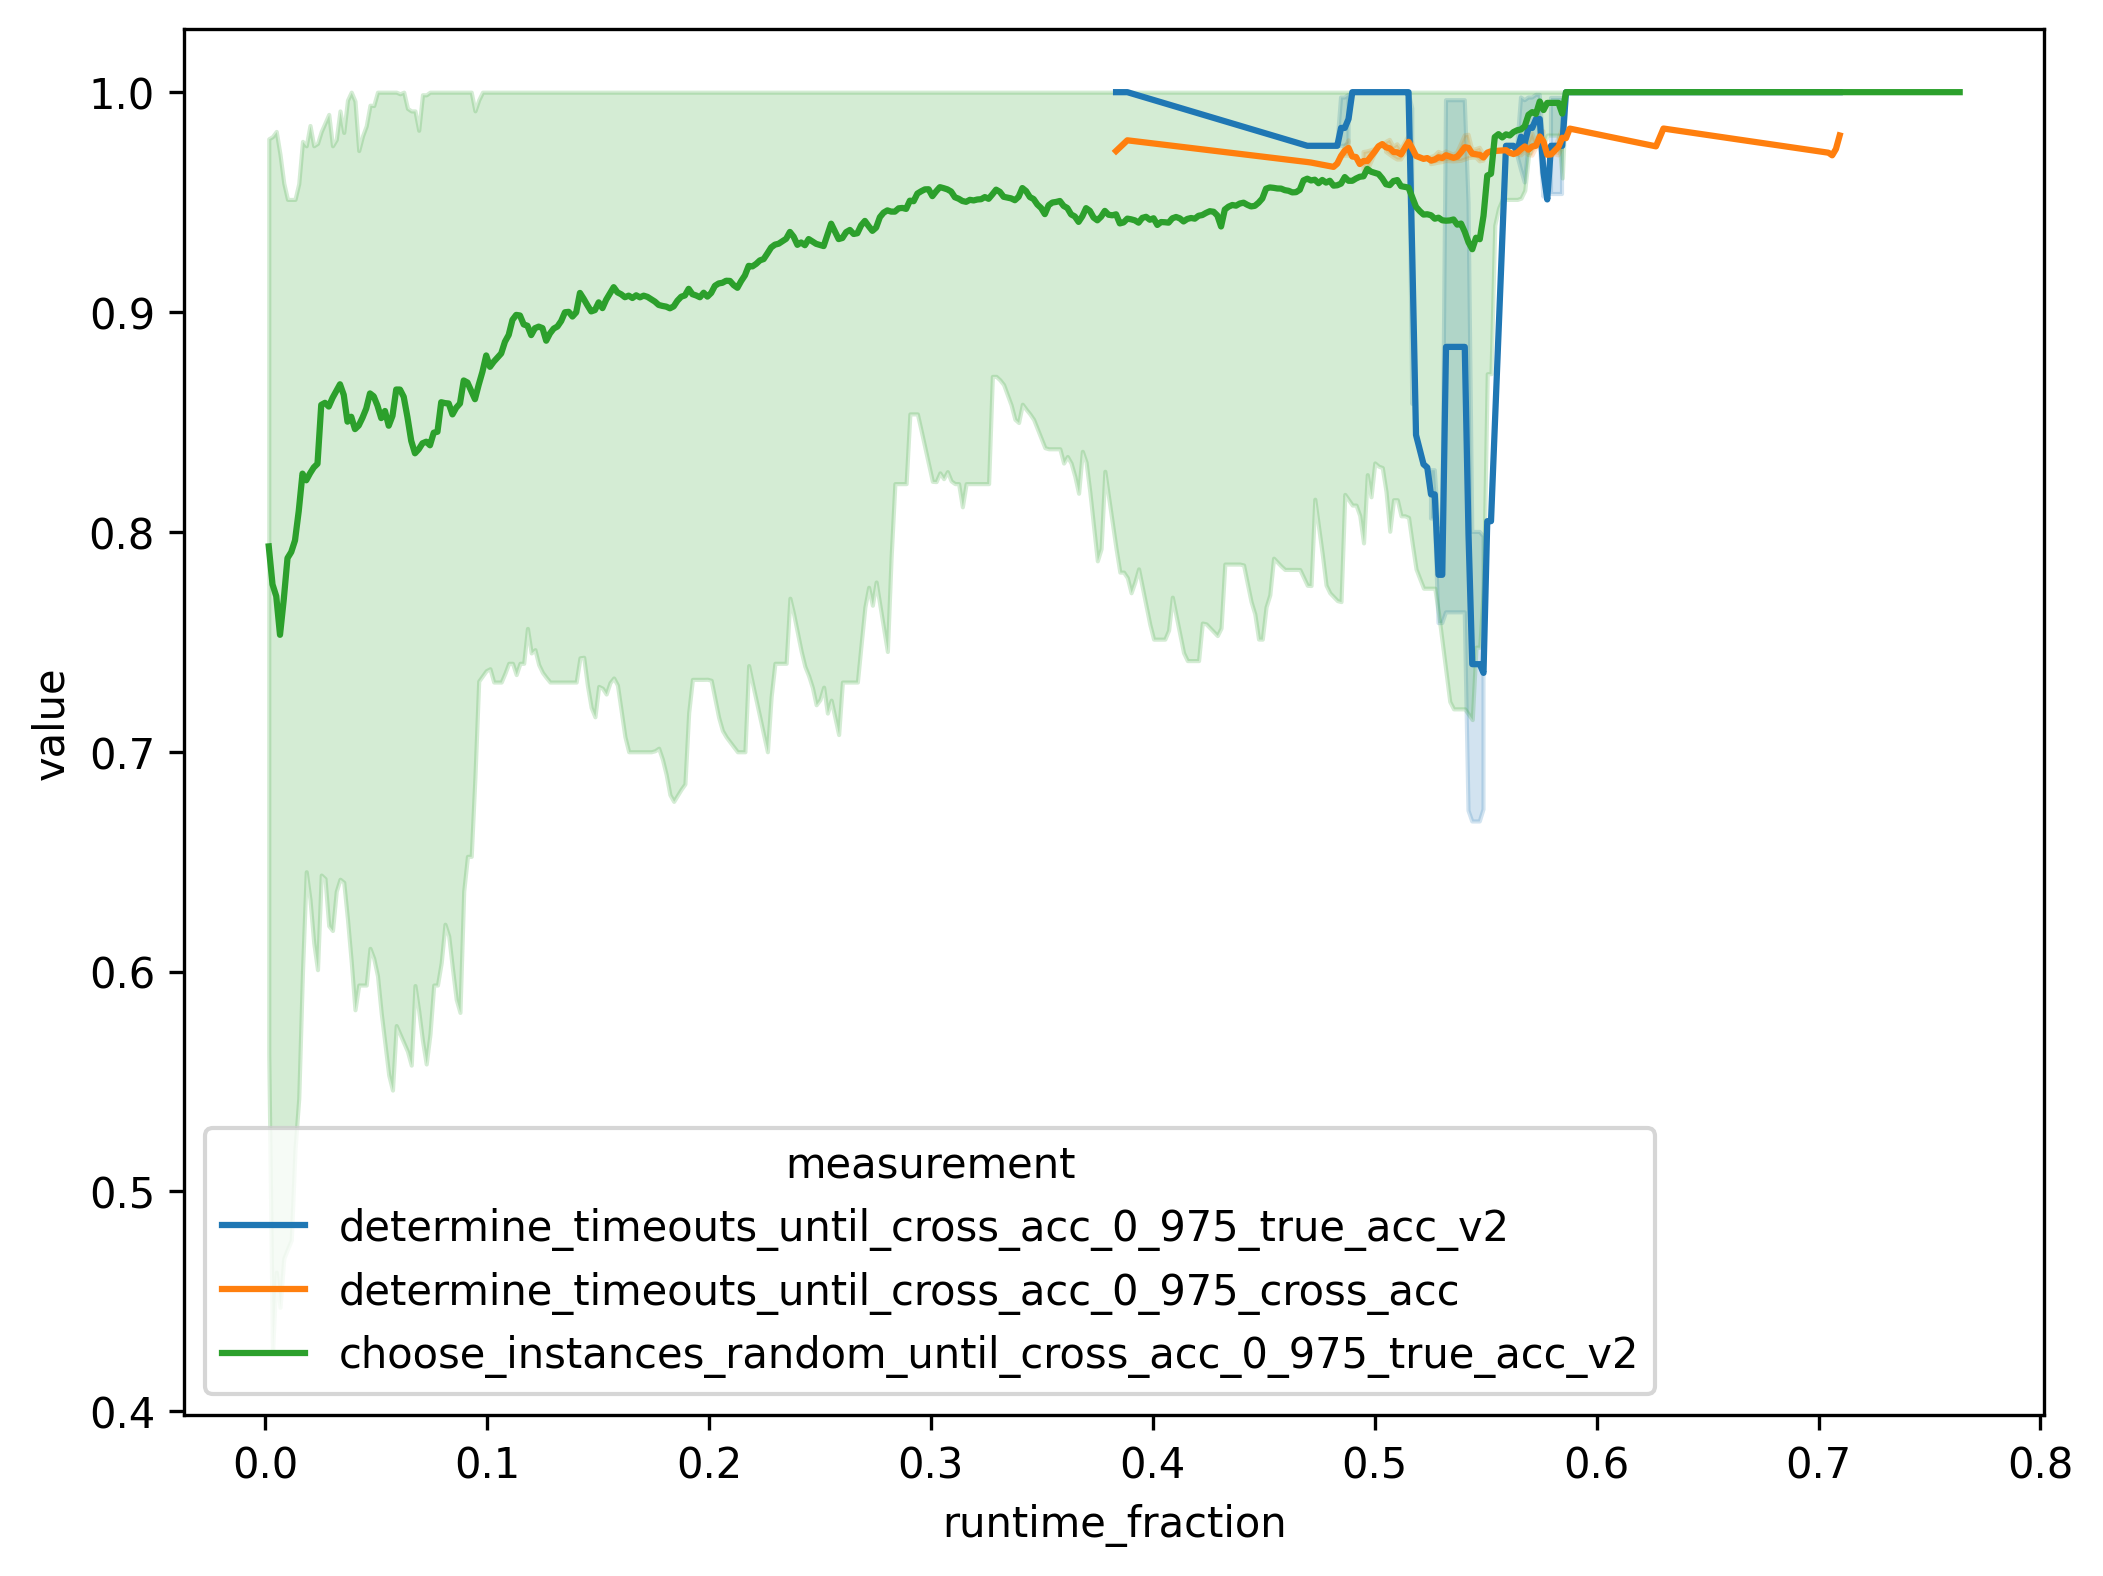 1.0
0.9
0.8
0.7
0.6
0.5
0.4
value
measurement
determine_timeouts_until_cross_acc_0_975_true_acc_v2
determine_timeouts_until_cross_acc_0_975_cross_acc
choose_instances_random_until_cross_acc_0_975_true_acc_v2
0.0 0.1 0.2 0.3 0.4 0.5 0.6 0.7 0.8
runtime_fraction